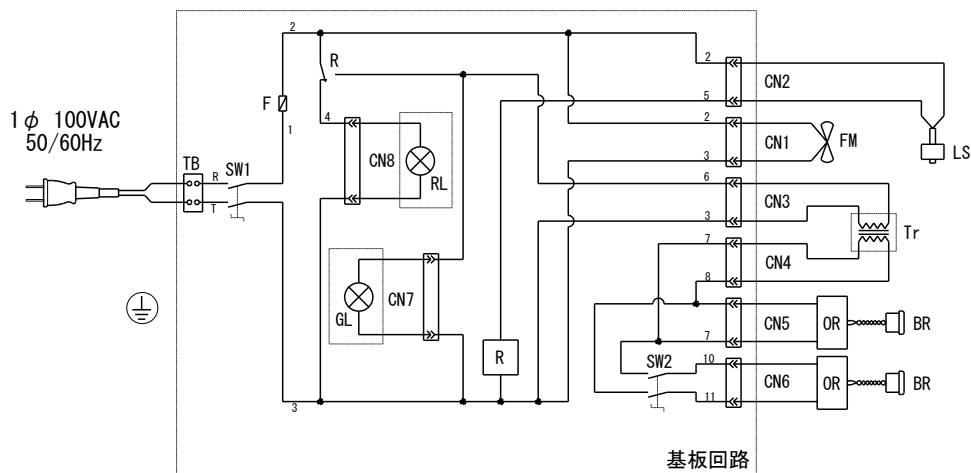 1φ 100VAC
50/60Hz
TB
R
T
SW1
F
2
1
3
R
4
CN8
RL
GL
CN7
R
2
5
CN2
2
3
CN1
FM
LS
6
3
CN3
Tr
7
8
CN4
7
CN5
OR
BR
SW2
10
11
CN6
OR
BR
基板回路